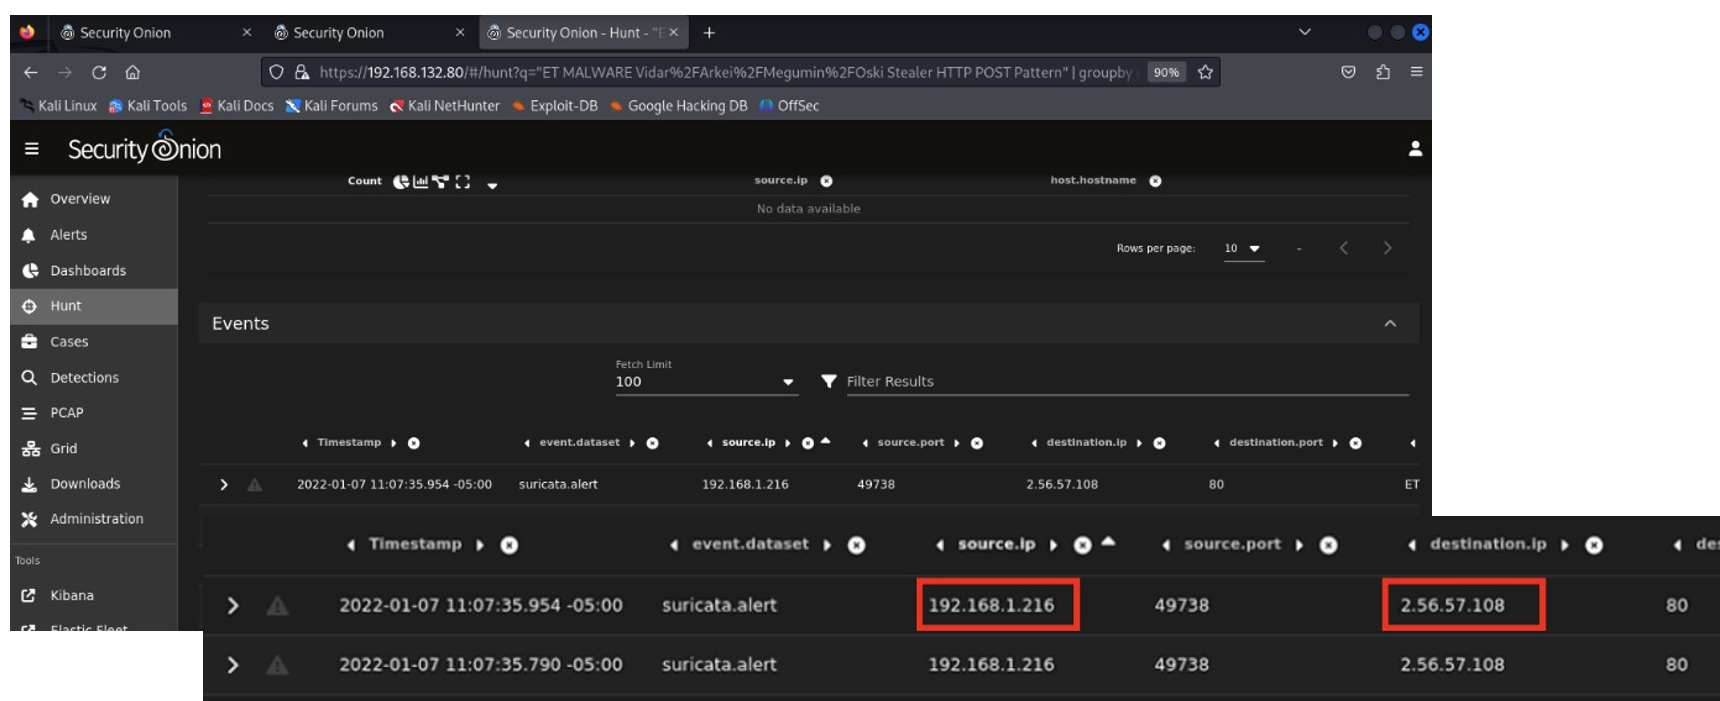 Security Onion
Security Onion
Security Onion - Hunt - "E
https://192.168.132.80/#/hunt?q="ET MALWARE Vidar%2FArkei%2FMegumin%2FOski Stealer HTTP POST Pattern" | groupby
90%
Kali Linux Kali Tools Kali Docs Kali Forums Kali NetHunter Exploit-DB Google Hacking DB OffSec
Security Onion
Overview
Alerts
Dashboards
Hunt
Cases
Detections
PCAP
Grid
Downloads
Administration
Tools
Kibana
Elastic Fleet
Count source.ip host.hostname
No data available
Rows per page: 10 -
Events
Fetch Limit
100 Filter Results
Timestamp event.dataset source.ip source.port destination.ip destination.port
2022-01-07 11:07:35.954 -05:00 suricata.alert 192.168.1.216 49738 2.56.57.108 80 ET
Timestamp event.dataset source.ip source.port destination.ip des
2022-01-07 11:07:35.954 -05:00 suricata.alert 192.168.1.216 49738 2.56.57.108 80
2022-01-07 11:07:35.790 -05:00 suricata.alert 192.168.1.216 49738 2.56.57.108 80